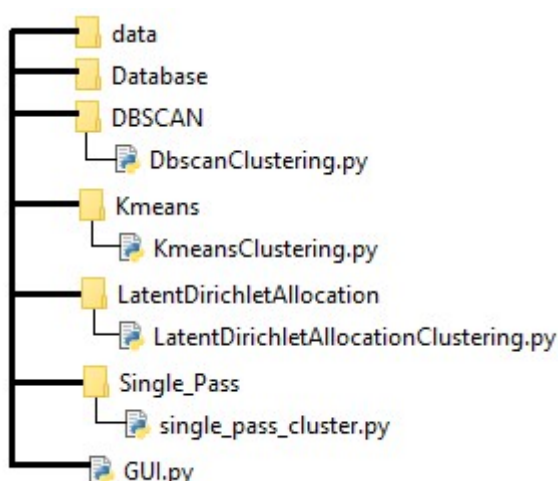 data
Database
DBSCAN
DbscanClustering.py
Kmeans
KmeansClustering.py
LatentDirichletAllocation
LatentDirichletAllocationClustering.py
Single_Pass
single_pass_cluster.py
GUI.py